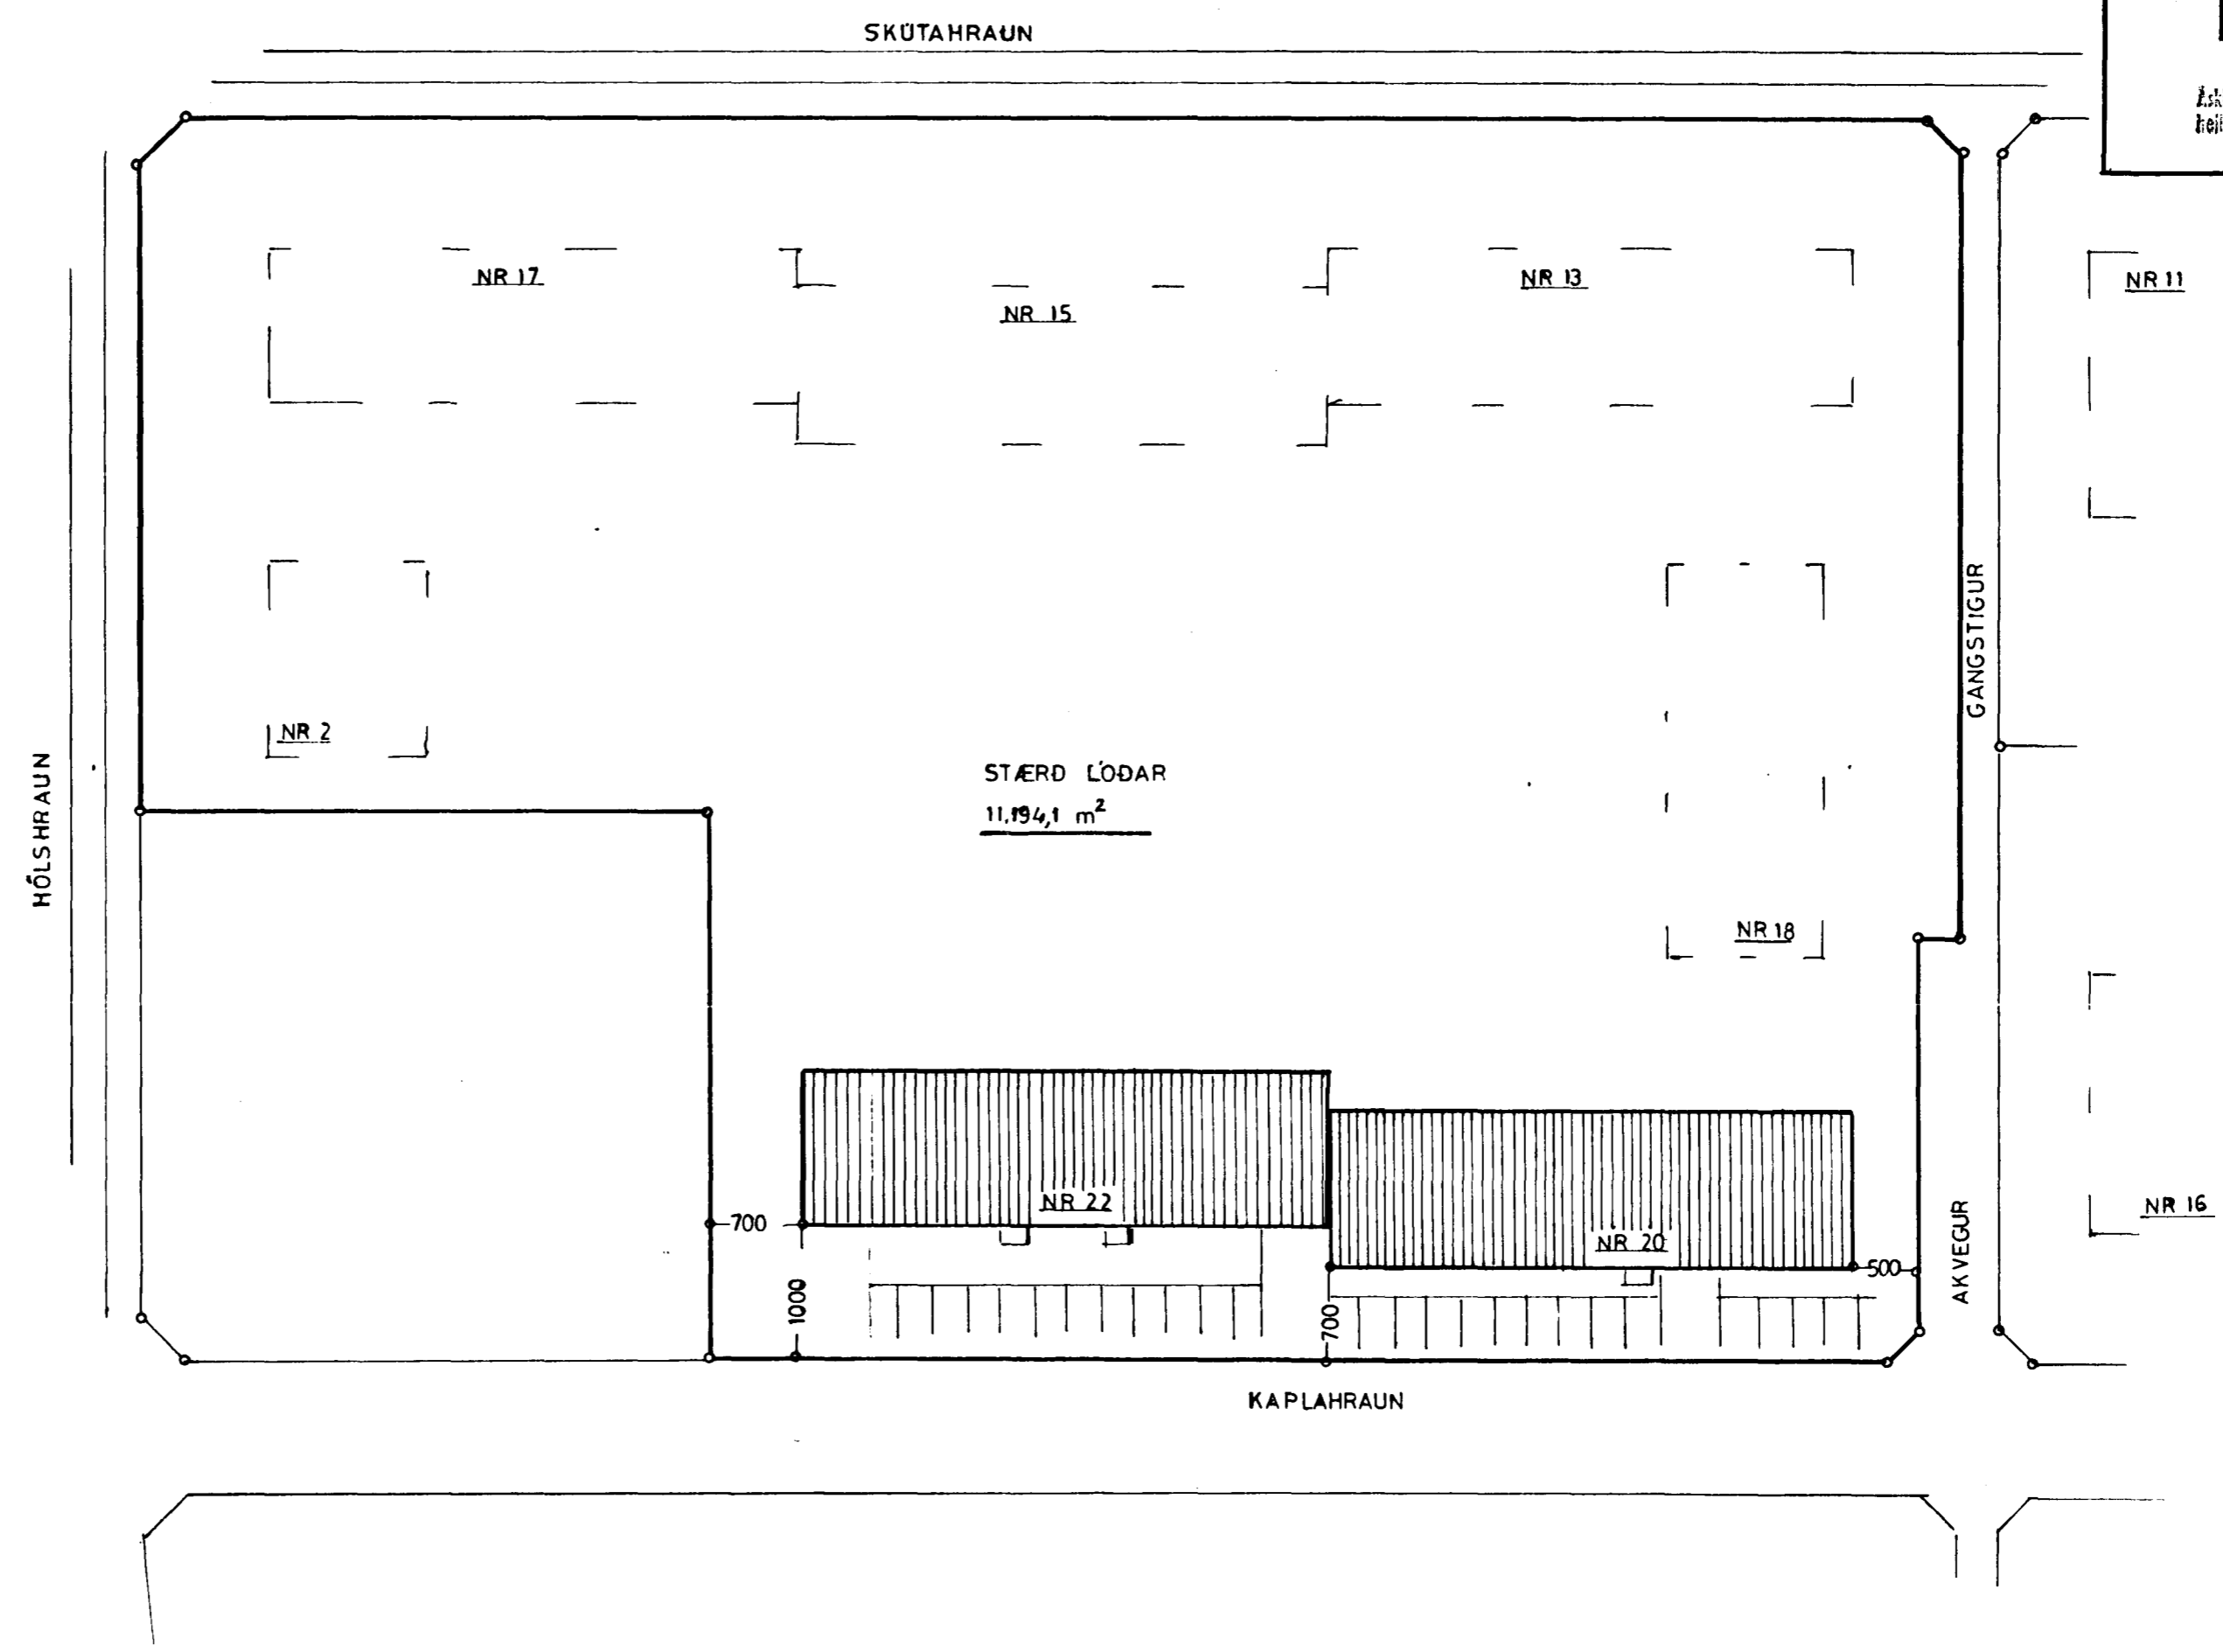 SKÚTAHRAUN
NR 17
NR 15
NR 13
NR 11
GANGSTIGUR
NR 2
HÓLSHRAUN
STÆRÐ LÓÐAR
11.194,1 m²
NR 18
NR 22
NR 20
NR 16
700
1000
700
500
AKVEGUR
KAPLAHRAUN